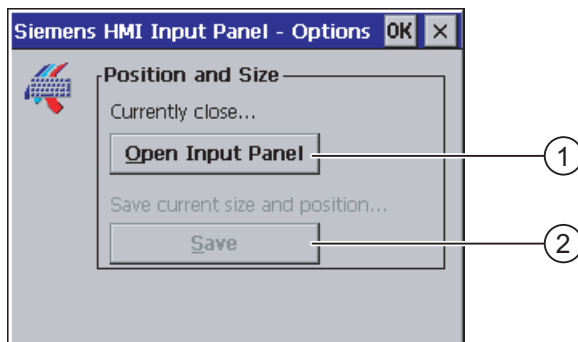 Siemens HMI Input Panel - Options OK ×
Position and Size
Currently close...
Open Input Panel
1
Save current size and position...
Save
2